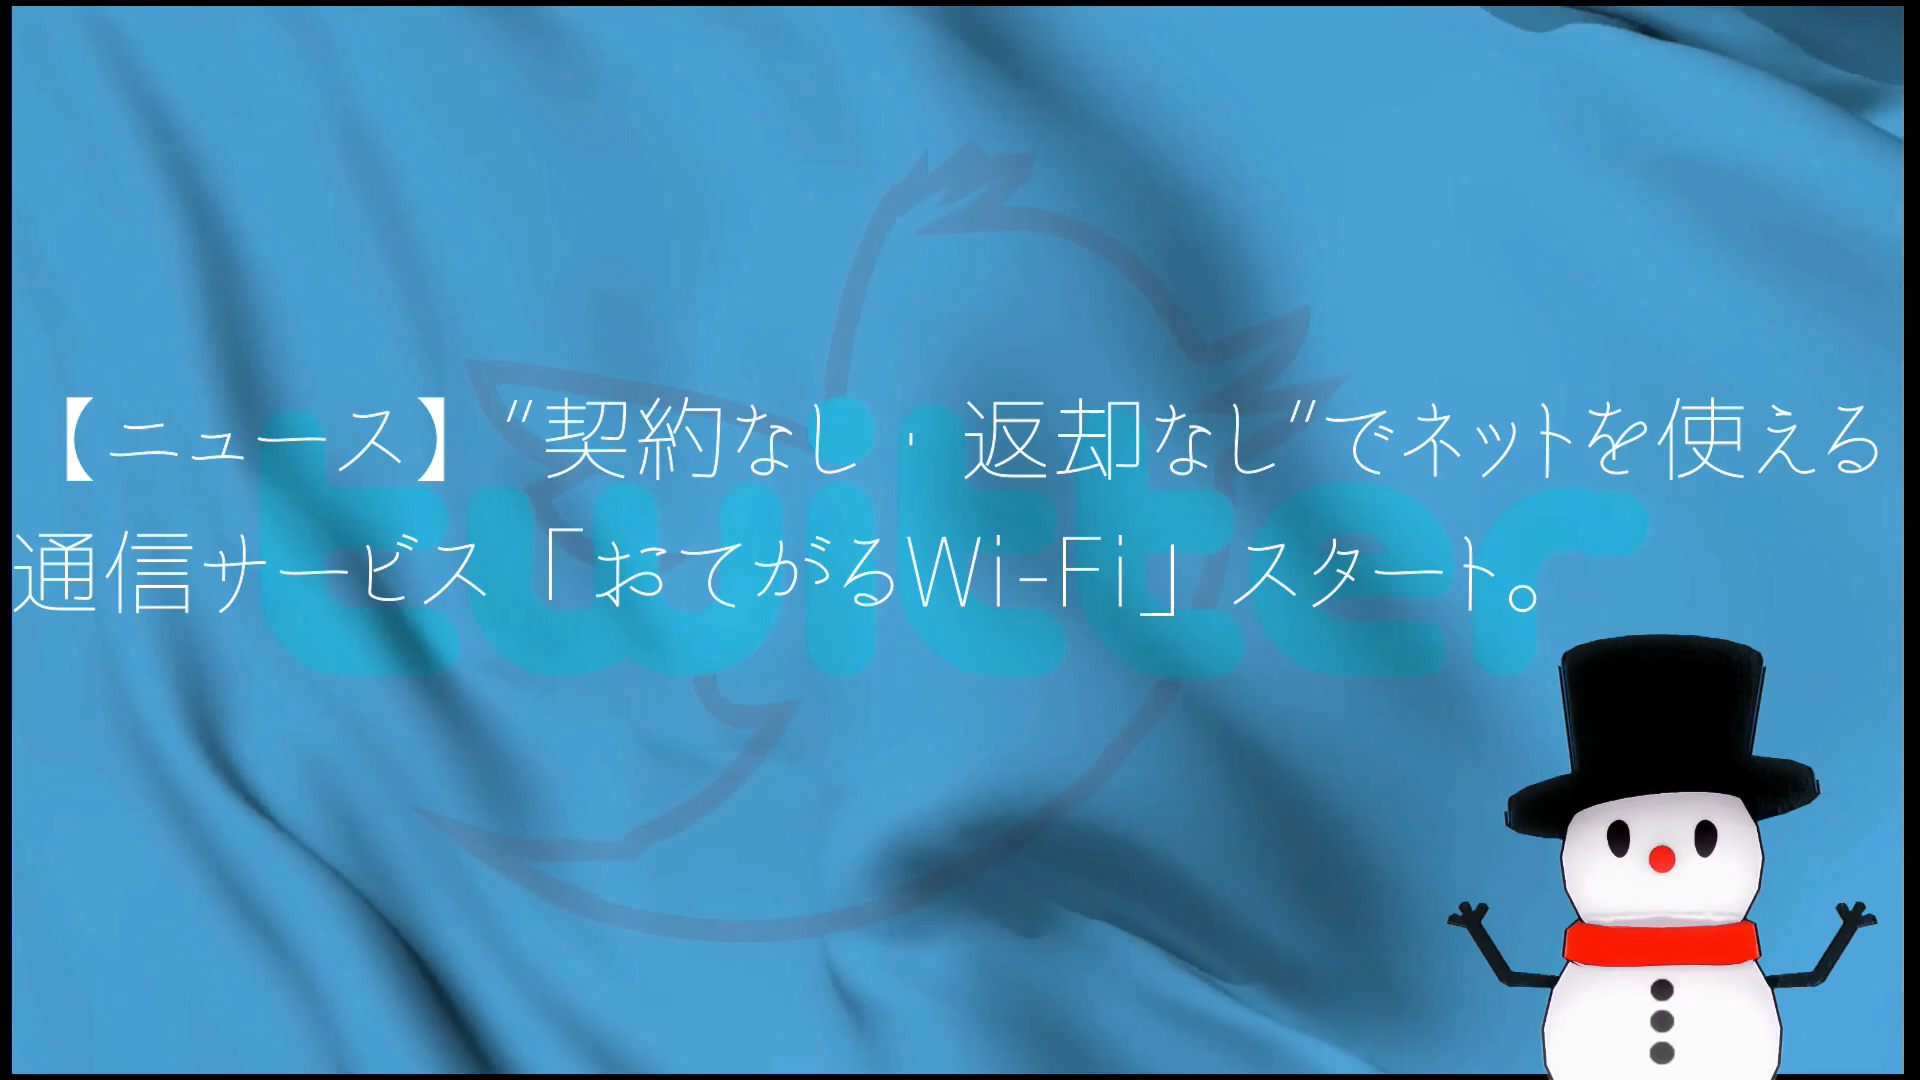 【ニュース】“契約なし・返却なし”でネットを使える
通信サービス「おてがるWi-Fi」スタート。
twitter